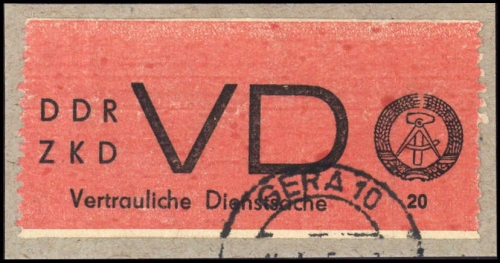 DDR
ZKD
VD
Vertrauliche Dienstsache 20
GERA 10